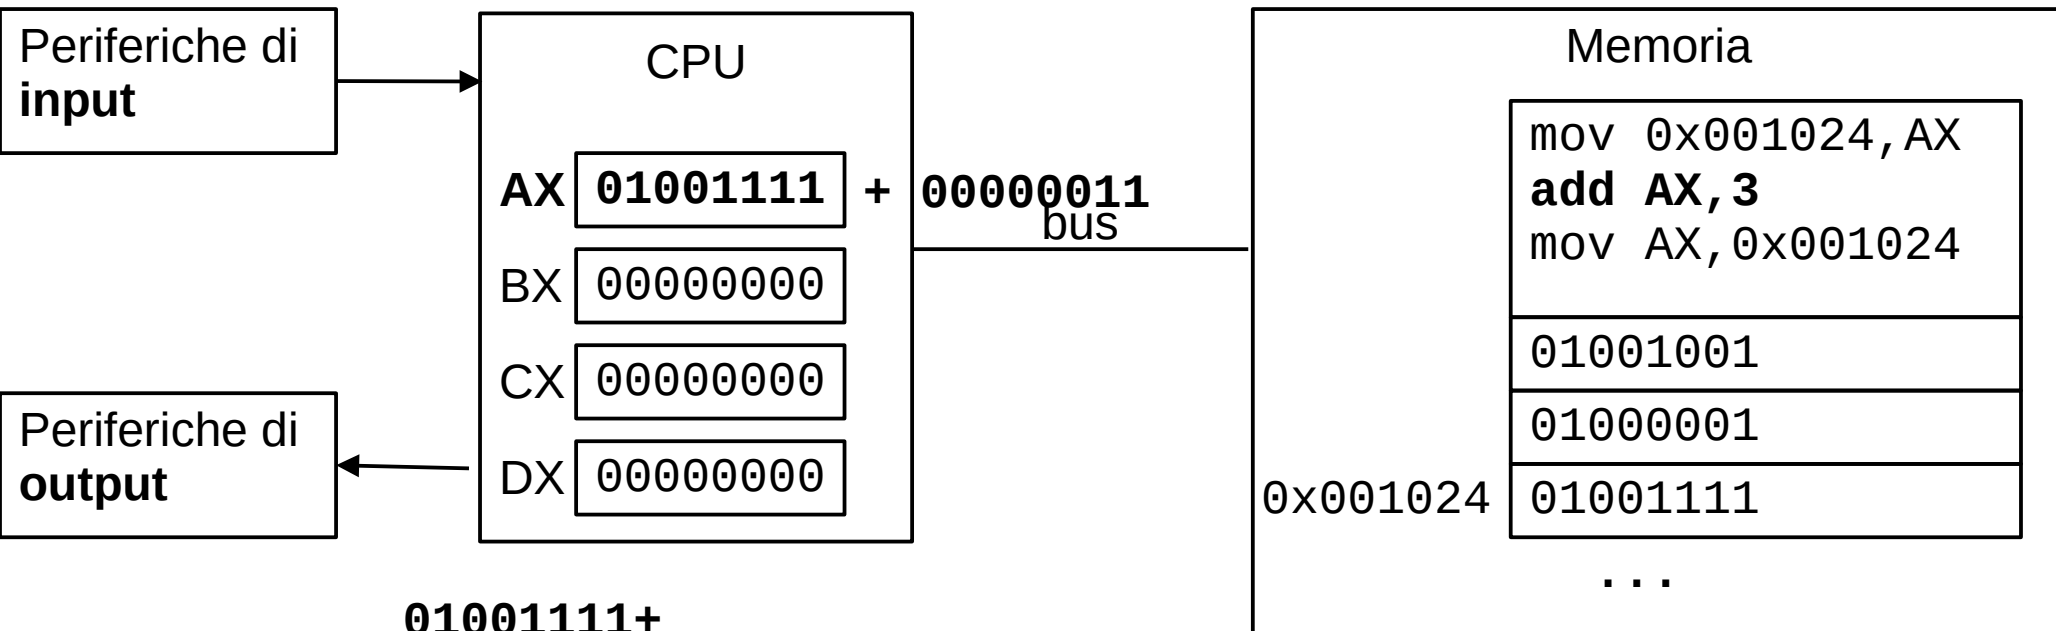 Periferiche di
input
CPU
AX 01001111 + 00000011
bus
BX 00000000
CX 00000000
DX 00000000
Periferiche di
output
Memoria
mov 0x001024,AX
add AX,3
mov AX,0x001024
01001001
01000001
0x001024 01001111
...
01001111+